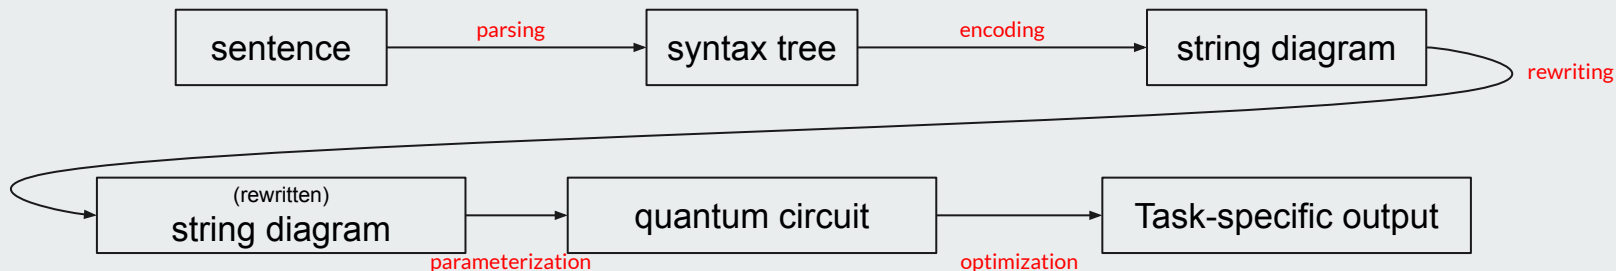 sentence
parsing
syntax tree
encoding
string diagram
rewriting
(rewritten)
string diagram
parameterization
quantum circuit
optimization
Task-specific output